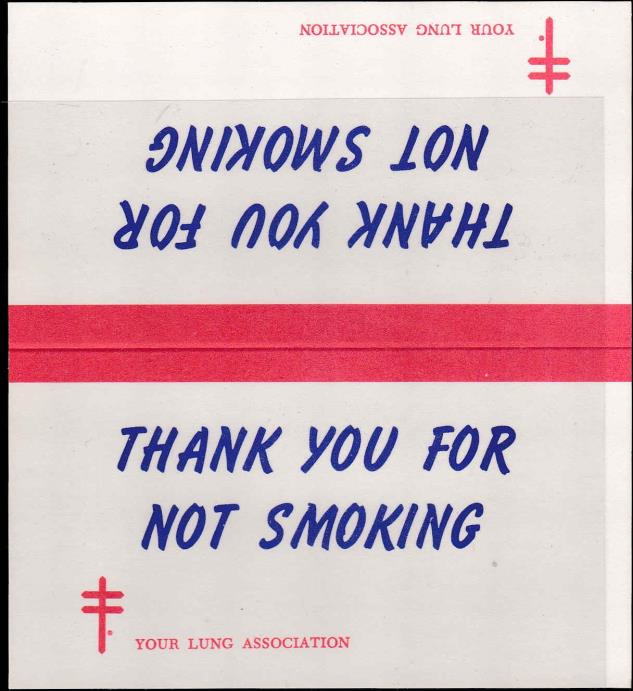 YOUR LUNG ASSOCIATION
THANK YOU FOR
NOT SMOKING
THANK YOU FOR
NOT SMOKING
YOUR LUNG ASSOCIATION